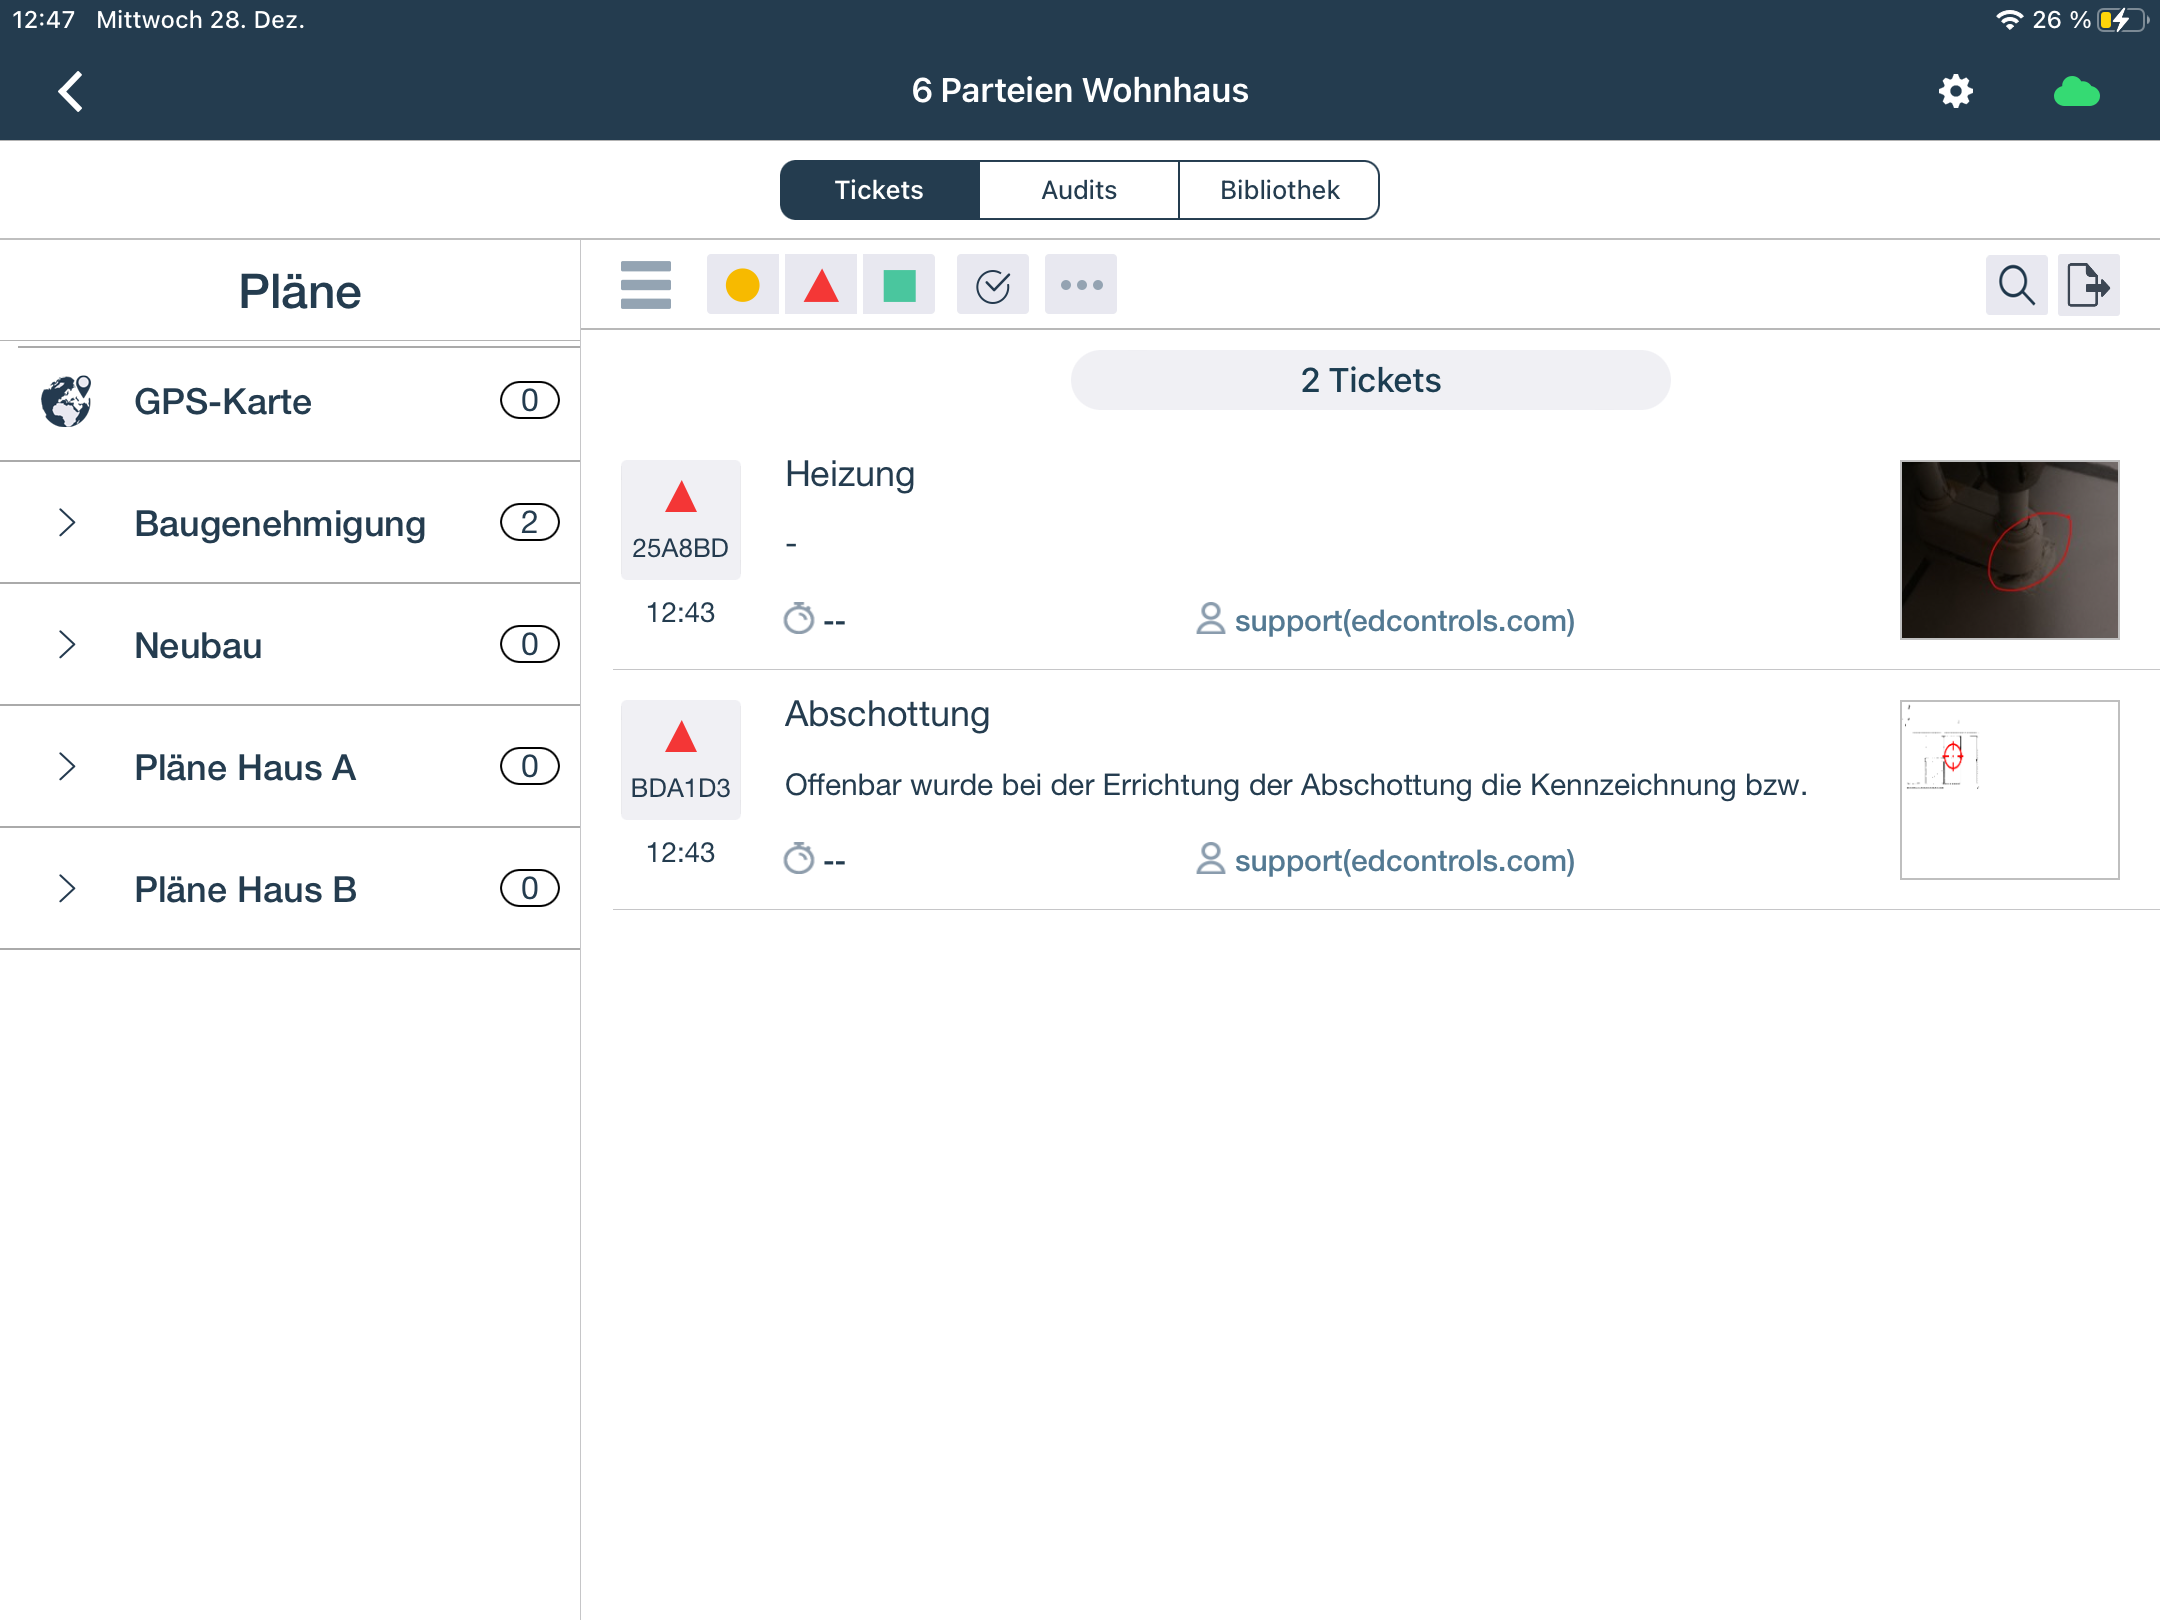 12:47 Mittwoch 28. Dez.
26 %
6 Parteien Wohnhaus
Tickets Audits Bibliothek
Pläne
GPS-Karte 0
Baugenehmigung 2
Neubau 0
Pläne Haus A 0
Pläne Haus B 0
2 Tickets
Heizung
25A8BD
-
12:43
-- support(edcontrols.com)
Abschottung
BDA1D3
Offenbar wurde bei der Errichtung der Abschottung die Kennzeichnung bzw.
12:43
-- support(edcontrols.com)